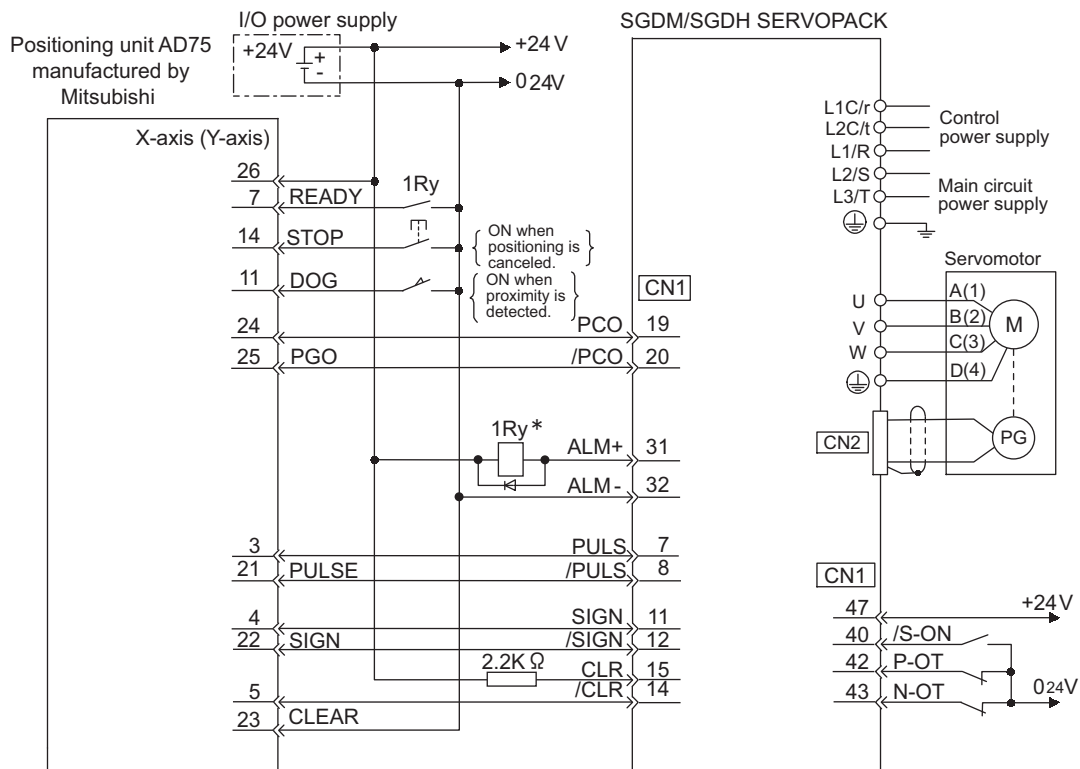 I/O power supply
SGDM/SGDH SERVOPACK
Positioning unit AD75
manufactured by
Mitsubishi
+24V
+
-
+24 V
0 24V
X-axis (Y-axis)
26
7 READY 1Ry
14 STOP
ON when
positioning is
canceled.
11 DOG
ON when
proximity is
detected.
CN1
24 PCO 19
25 PGO /PCO 20
1Ry*
ALM+ 31
ALM- 32
3 PULS 7
21 PULSE /PULS 8
4 SIGN 11
22 SIGN /SIGN 12
2.2K Ω CLR 15
5 /CLR 14
23 CLEAR
L1C/r
L2C/t
Control
power supply
L1/R
L2/S
L3/T
Main circuit
power supply
Servomotor
U A(1)
V B(2)
W C(3)
D(4)
M
CN2
PG
CN1
47 +24 V
40 /S-ON
42 P-OT
43 N-OT
0 24V